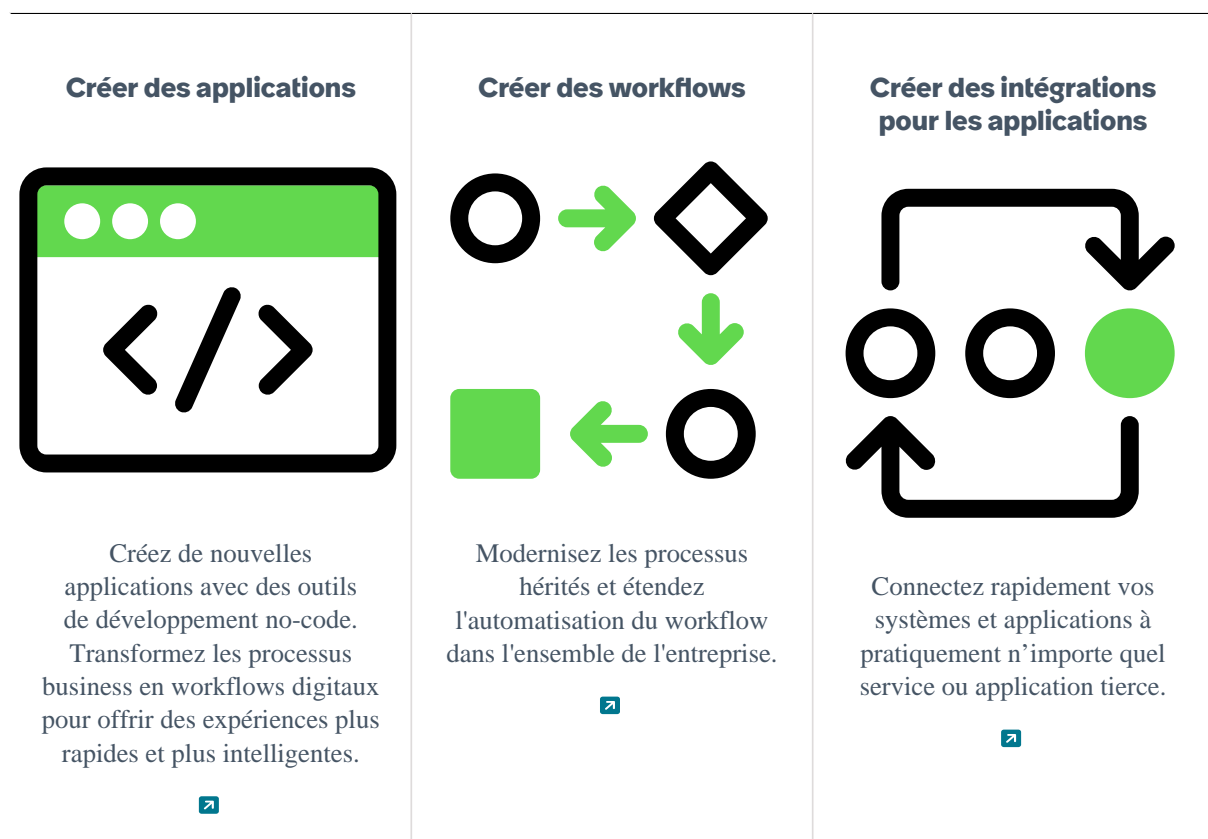 Créer des applications
</>
Créez de nouvelles
applications avec des outils
de développement no-code.
Transformez les processus
business en workflows digitaux
pour offrir des expériences plus
rapides et plus intelligentes.
Créer des workflows
Modernisez les processus
hérités et étendez
l'automatisation du workflow
dans l'ensemble de l'entreprise.
Créer des intégrations
pour les applications
Connectez rapidement vos
systèmes et applications à
pratiquement n’importe quel
service ou application tierce.